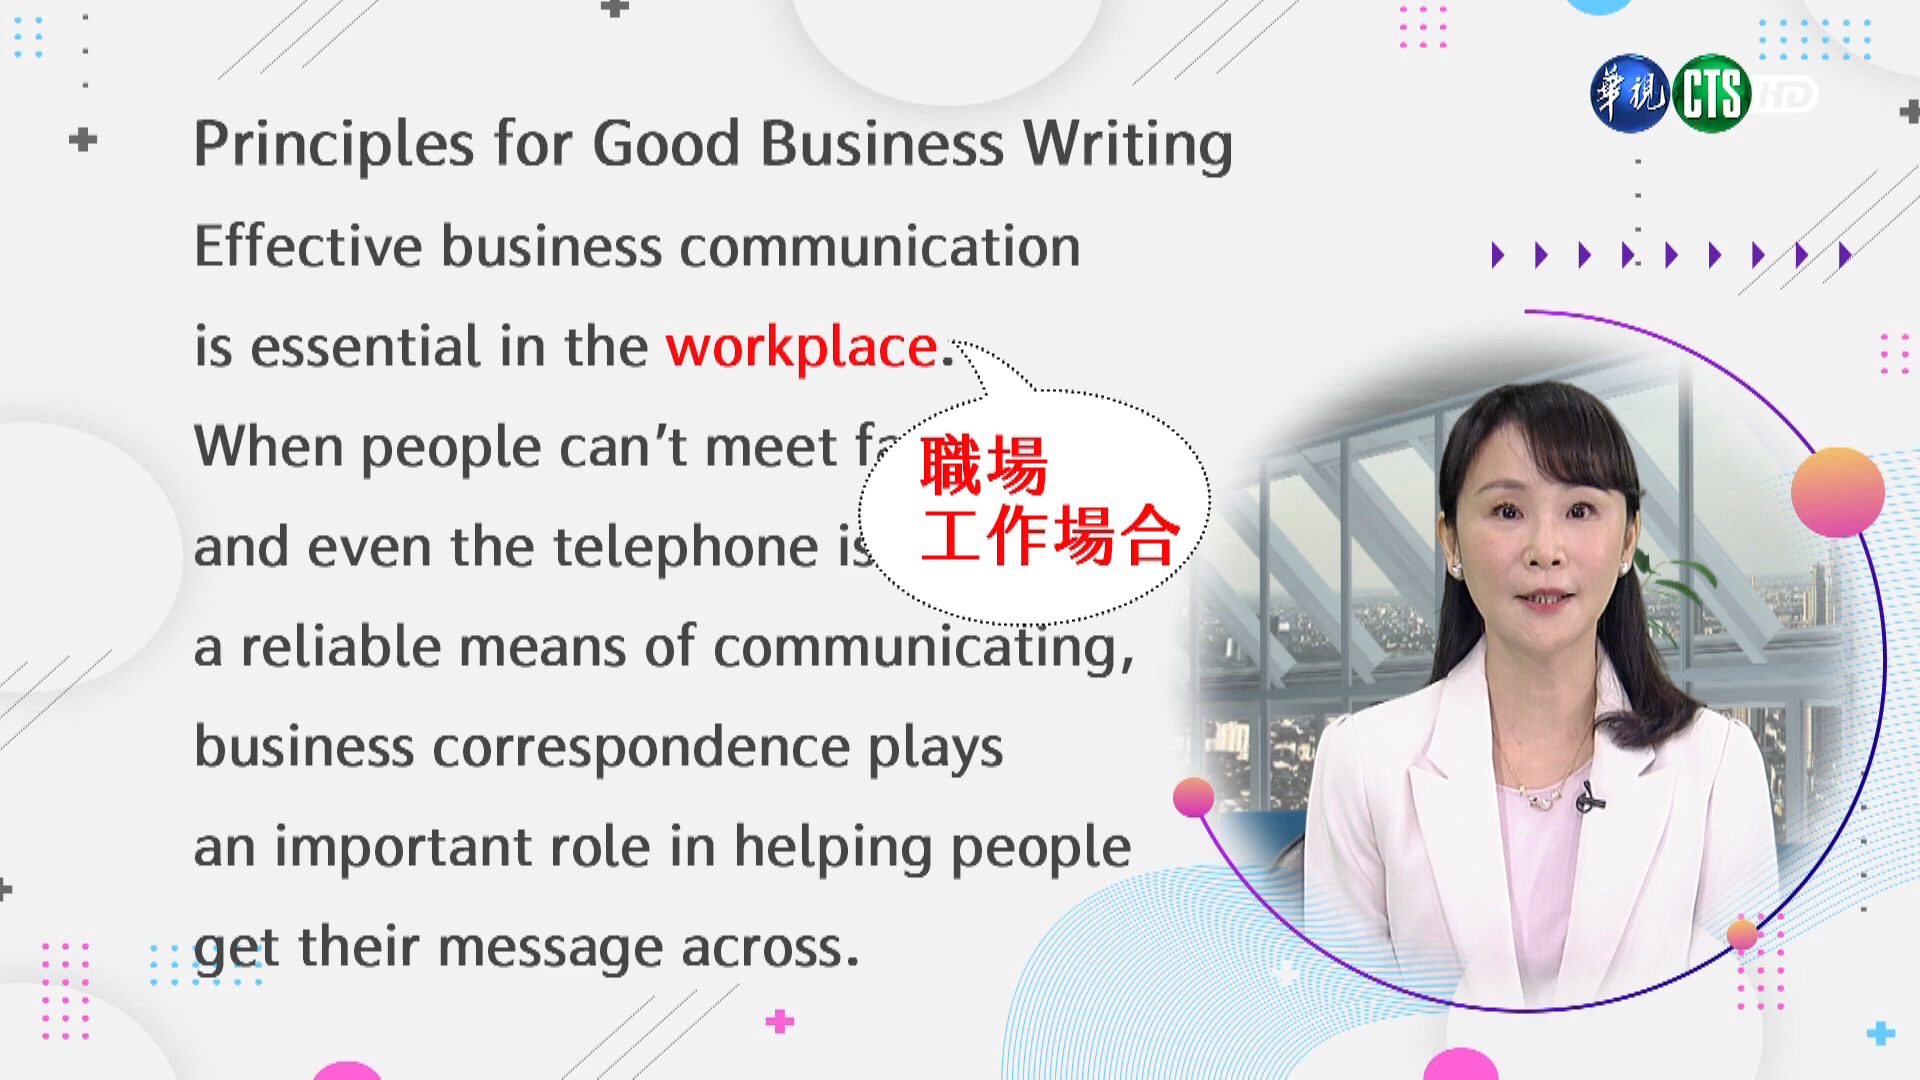 華視 CTS HD
Principles for Good Business Writing
Effective business communication
is essential in the workplace.
When people can't meet
職場
工作場合
and even the telephone
a reliable means of communicating,
business correspondence plays
an important role in helping people
get their message across.